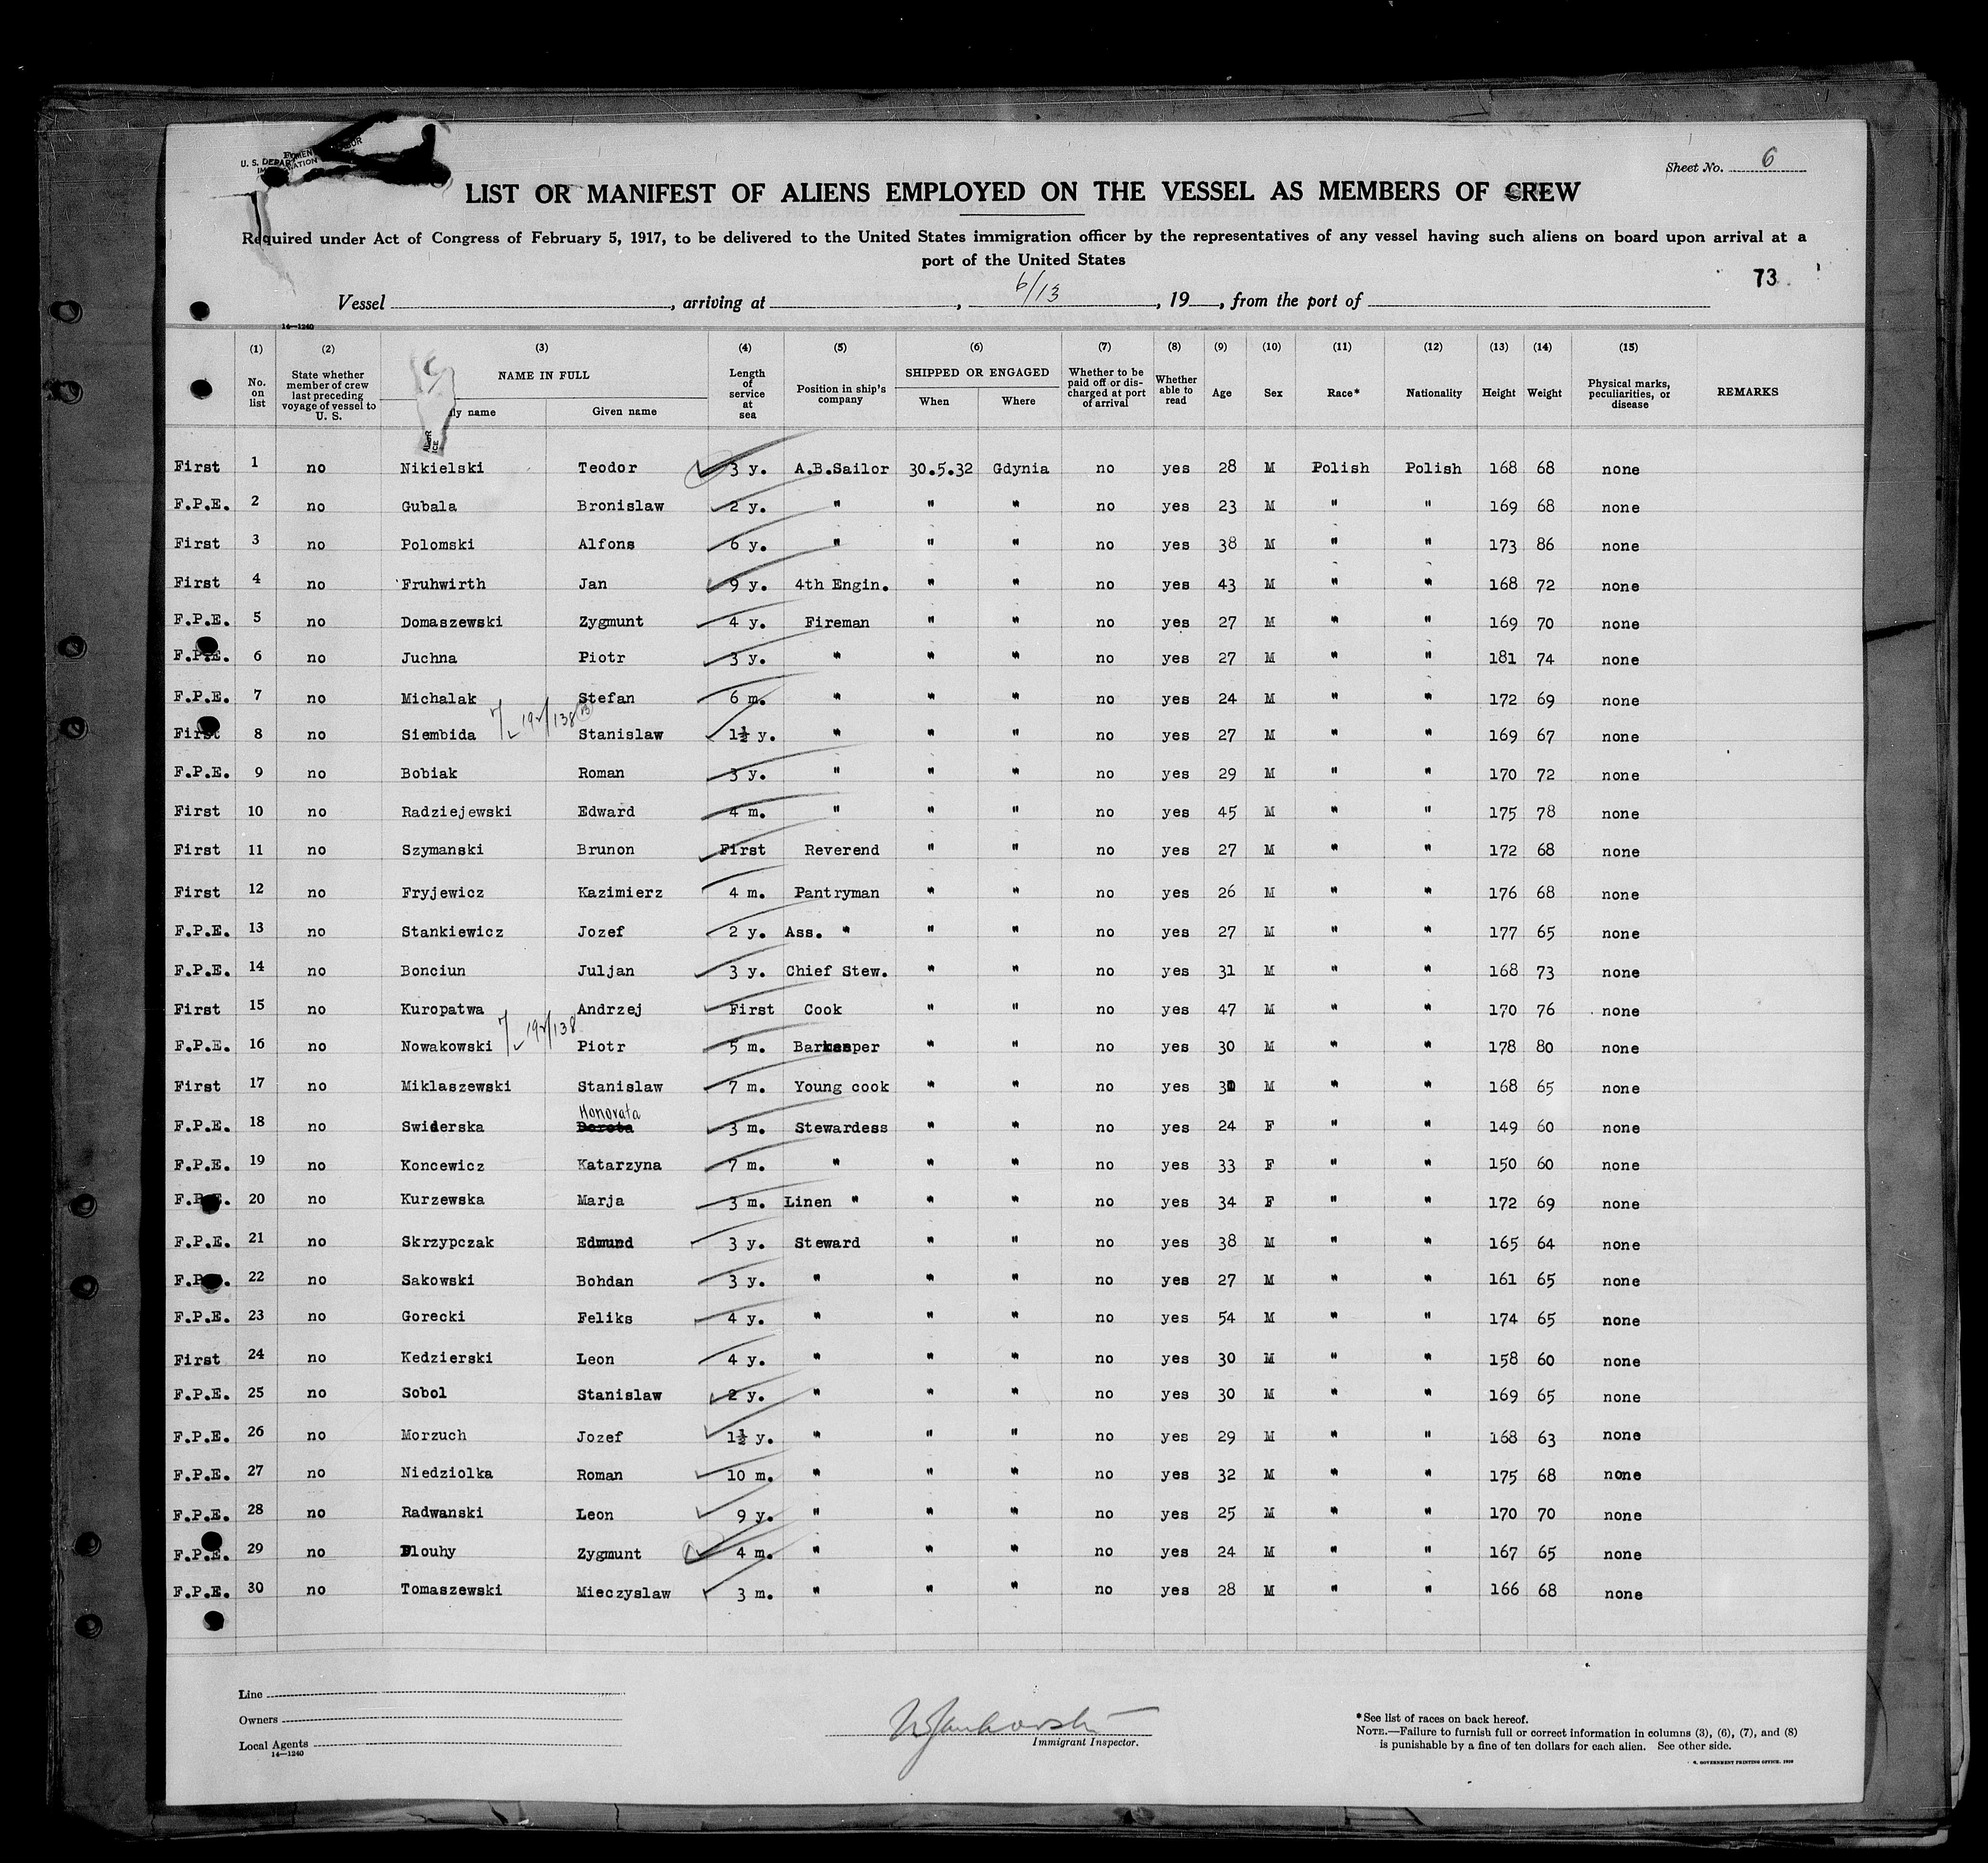 U. S. DEPARTMENT OF LABOR
IMMIGRATION
Sheet No. 6
LIST OR MANIFEST OF ALIENS EMPLOYED ON THE VESSEL AS MEMBERS OF CREW
Required under Act of Congress of February 5, 1917, to be delivered to the United States immigration officer by the representatives of any vessel having such aliens on board upon arrival at a
port of the United States
73
Vessel , arriving at , 6/13 , 19 , from the port of
14—1240
(1) (2) (3) (4) (5) (6) (7) (8) (9) (10) (11) (12) (13) (14) (15)
No. on list State whether member of crew last preceding voyage of vessel to U. S. NAME IN FULL ly name Given name Length of service at sea Position in ship's company SHIPPED OR ENGAGED When Where Whether to be paid off or discharged at port of arrival Whether able to read Age Sex Race* Nationality Height Weight Physical marks, peculiarities, or disease REMARKS
First 1 no Nikielski Teodor 3 y. A.B.Sailor 30.5.32 Gdynia no yes 28 M Polish Polish 168 68 none
F.P.E. 2 no Gubala Bronislaw 2 y. " " " no yes 23 M " " 169 68 none
First 3 no Polomski Alfons 6 y. " " " no yes 38 M " " 173 86 none
First 4 no Fruhwirth Jan 9 y. 4th Engin. " " no yes 43 M " " 168 72 none
F.P.E. 5 no Domaszewski Zygmunt 4 y. Fireman " " no yes 27 M " " 169 70 none
F.P.E. 6 no Juchna Piotr 3 y. " " " no yes 27 M " " 181 74 none
F.P.E. 7 no Michalak Stefan 6 m. " " " no yes 24 M " " 172 69 none
First 8 no Siembida 192/138 13 Stanislaw 1½ y. " " " no yes 27 M " " 169 67 none
F.P.E. 9 no Bobiak Roman 3 y. " " " no yes 29 M " " 170 72 none
First 10 no Radziejewski Edward 4 m. " " " no yes 45 M " " 175 78 none
First 11 no Szymanski Brunon First Reverend " " no yes 27 M " " 172 68 none
First 12 no Fryjewicz Kazimierz 4 m. Pantryman " " no yes 26 M " " 176 68 none
F.P.E. 13 no Stankiewicz Jozef 2 y. Ass. " " " no yes 27 M " " 177 65 none
F.P.E. 14 no Bonciun Juljan 3 y. Chief Stew. " " no yes 31 M " " 168 73 none
First 15 no Kuropatwa Andrzej First Cook " " no yes 47 M " " 170 76 none
F.P.E. 16 no Nowakowski 192/138 Piotr 5 m. Barkeeper " " no yes 30 M " " 178 80 none
First 17 no Miklaszewski Stanislaw 7 m. Young cook " " no yes M " " 168 65 none
Honorata
F.P.E. 18 no Swiderska Dorota 3 m. Stewardess " " no yes 24 F " " 149 60 none
F.P.E. 19 no Koncewicz Katarzyna 7 m. " " " no yes 33 F " " 150 60 none
F.P.E. 20 no Kurzewska Marja 3 m. Linen " " " no yes 34 F " " 172 69 none
F.P.E. 21 no Skrzypczak Edmund 3 y. Steward " " no yes 38 M " " 165 64 none
F.P.E. 22 no Sakowski Bohdan 3 y. " " " no yes 27 M " " 161 65 none
F.P.E. 23 no Gorecki Feliks 4 y. " " " no yes 54 M " " 174 65 none
First 24 no Kedzierski Leon 4 y. " " " no yes 30 M " " 158 60 none
F.P.E. 25 no Sobol Stanislaw 2 y. " " " no yes 30 M " " 169 65 none
F.P.E. 26 no Morzuch Jozef 1½ y. " " " no yes 29 M " " 168 63 none
F.P.E. 27 no Niedziolka Roman 10 m. " " " no yes 32 M " " 175 68 none
F.P.E. 28 no Radwanski Leon 9 y. " " " no yes 25 M " " 170 70 none
F.P.E. 29 no Dlouhy Zygmunt 4 m. " " " no yes 24 M " " 167 65 none
F.P.E. 30 no Tomaszewski Mieczyslaw 3 m. " " " no yes 28 M " " 166 68 none
Line
Owners
Local Agents
14—1240
Immigrant Inspector.
*See list of races on back hereof.
NOTE.—Failure to furnish full or correct information in columns (3), (6), (7), and (8)
is punishable by a fine of ten dollars for each alien. See other side.
GOVERNMENT PRINTING OFFICE.